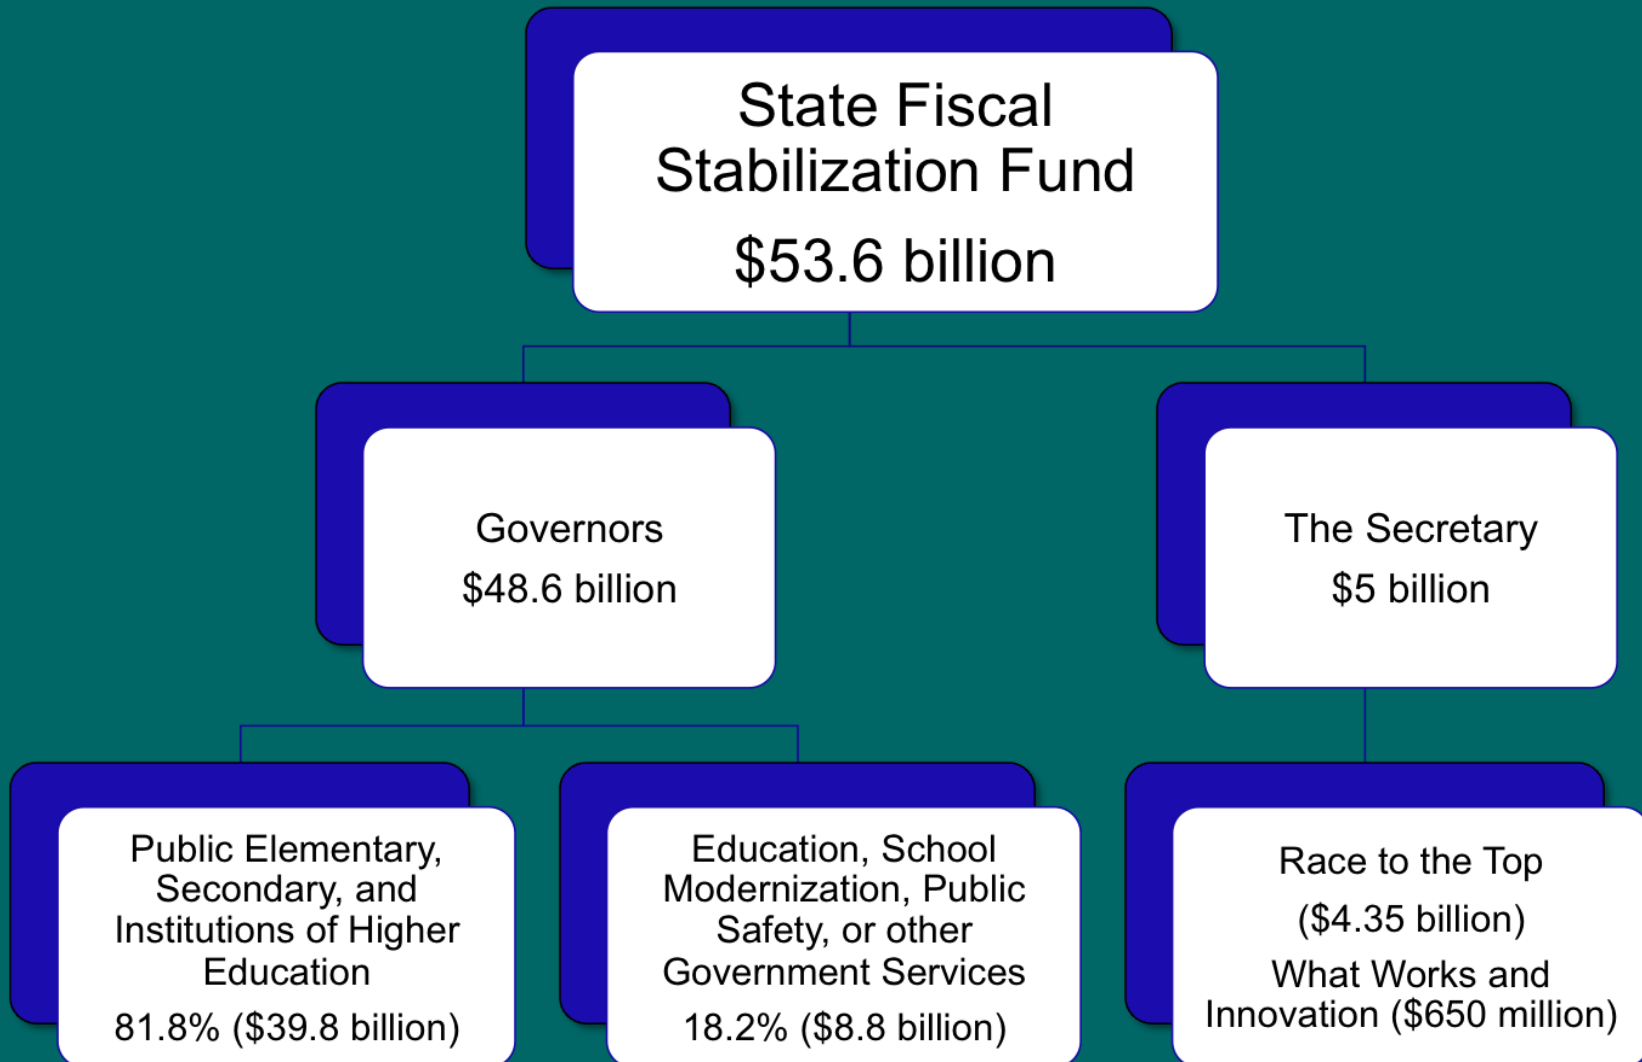 State Fiscal
Stabilization Fund
$53.6 billion
Governors
$48.6 billion
The Secretary
$5 billion
Public Elementary,
Secondary, and
Institutions of Higher
Education
81.8% ($39.8 billion)
Education, School
Modernization, Public
Safety, or other
Government Services
18.2% ($8.8 billion)
Race to the Top
($4.35 billion)
What Works and
Innovation ($650 million)